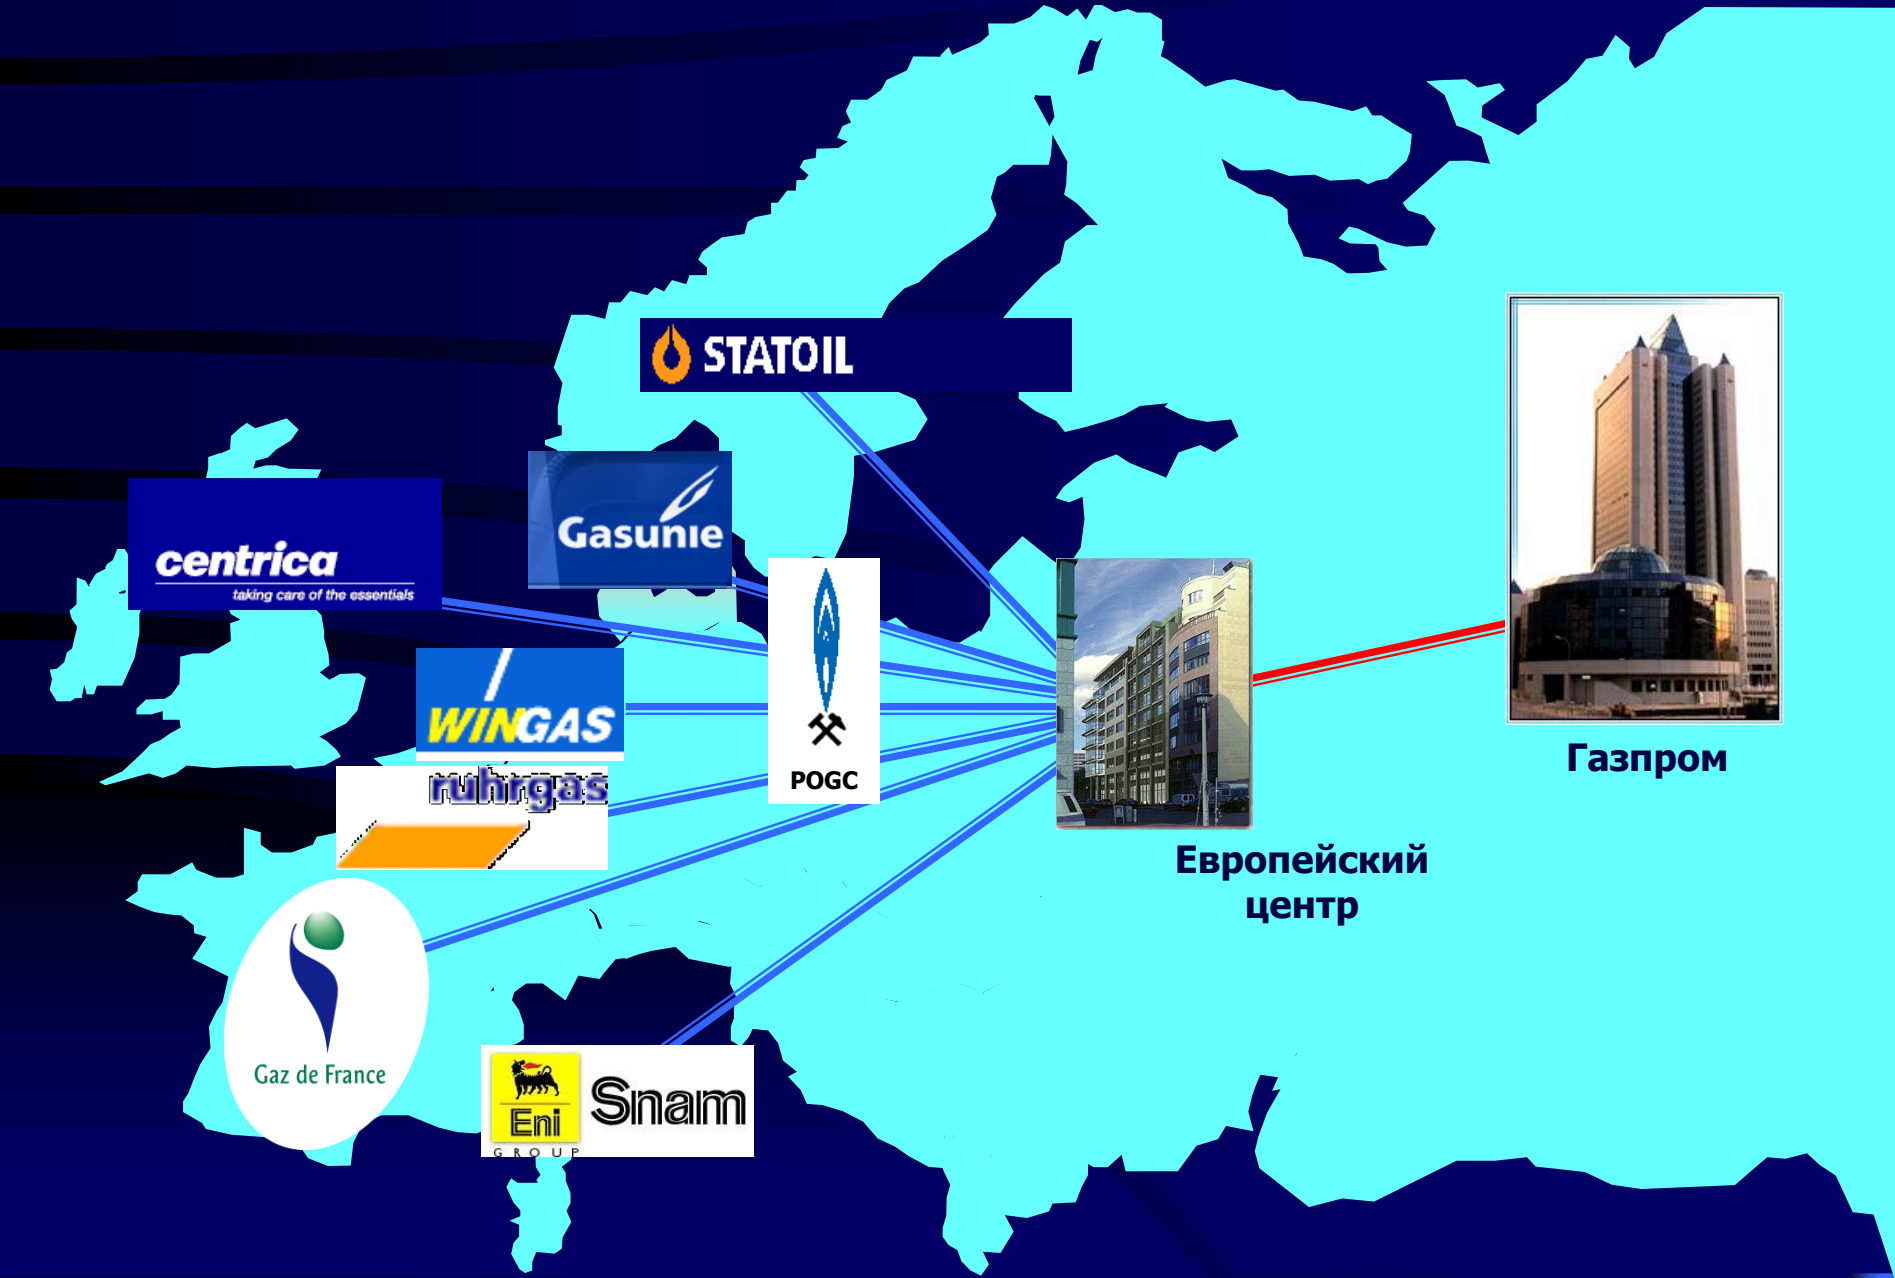 STATOIL
Gasunie
centrica
taking care of the essentials
WINGAS
POGC
ruhrgas
Газпром
Европейский
центр
Gaz de France
Eni
GROUP
Snam